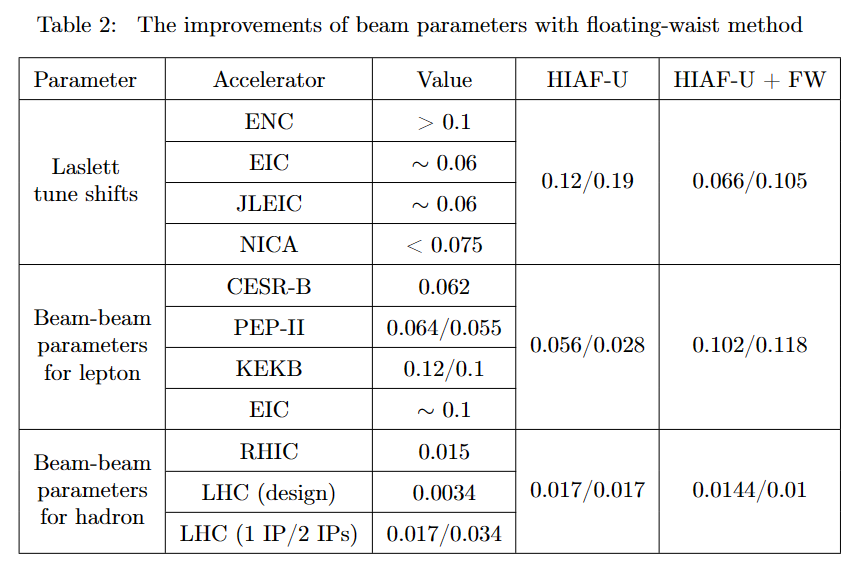 Table 2: The improvements of beam parameters with floating-waist method
Parameter Accelerator Value HIAF-U HIAF-U + FW
Laslett
tune shifts
ENC > 0.1
EIC ∼ 0.06
JLEIC ∼ 0.06
NICA < 0.075
0.12/0.19 0.066/0.105
Beam-beam
parameters
for lepton
CESR-B 0.062
PEP-II 0.064/0.055
KEKB 0.12/0.1
EIC ∼ 0.1
0.056/0.028 0.102/0.118
Beam-beam
parameters
for hadron
RHIC 0.015
LHC (design) 0.0034
LHC (1 IP/2 IPs) 0.017/0.034
0.017/0.017 0.0144/0.01